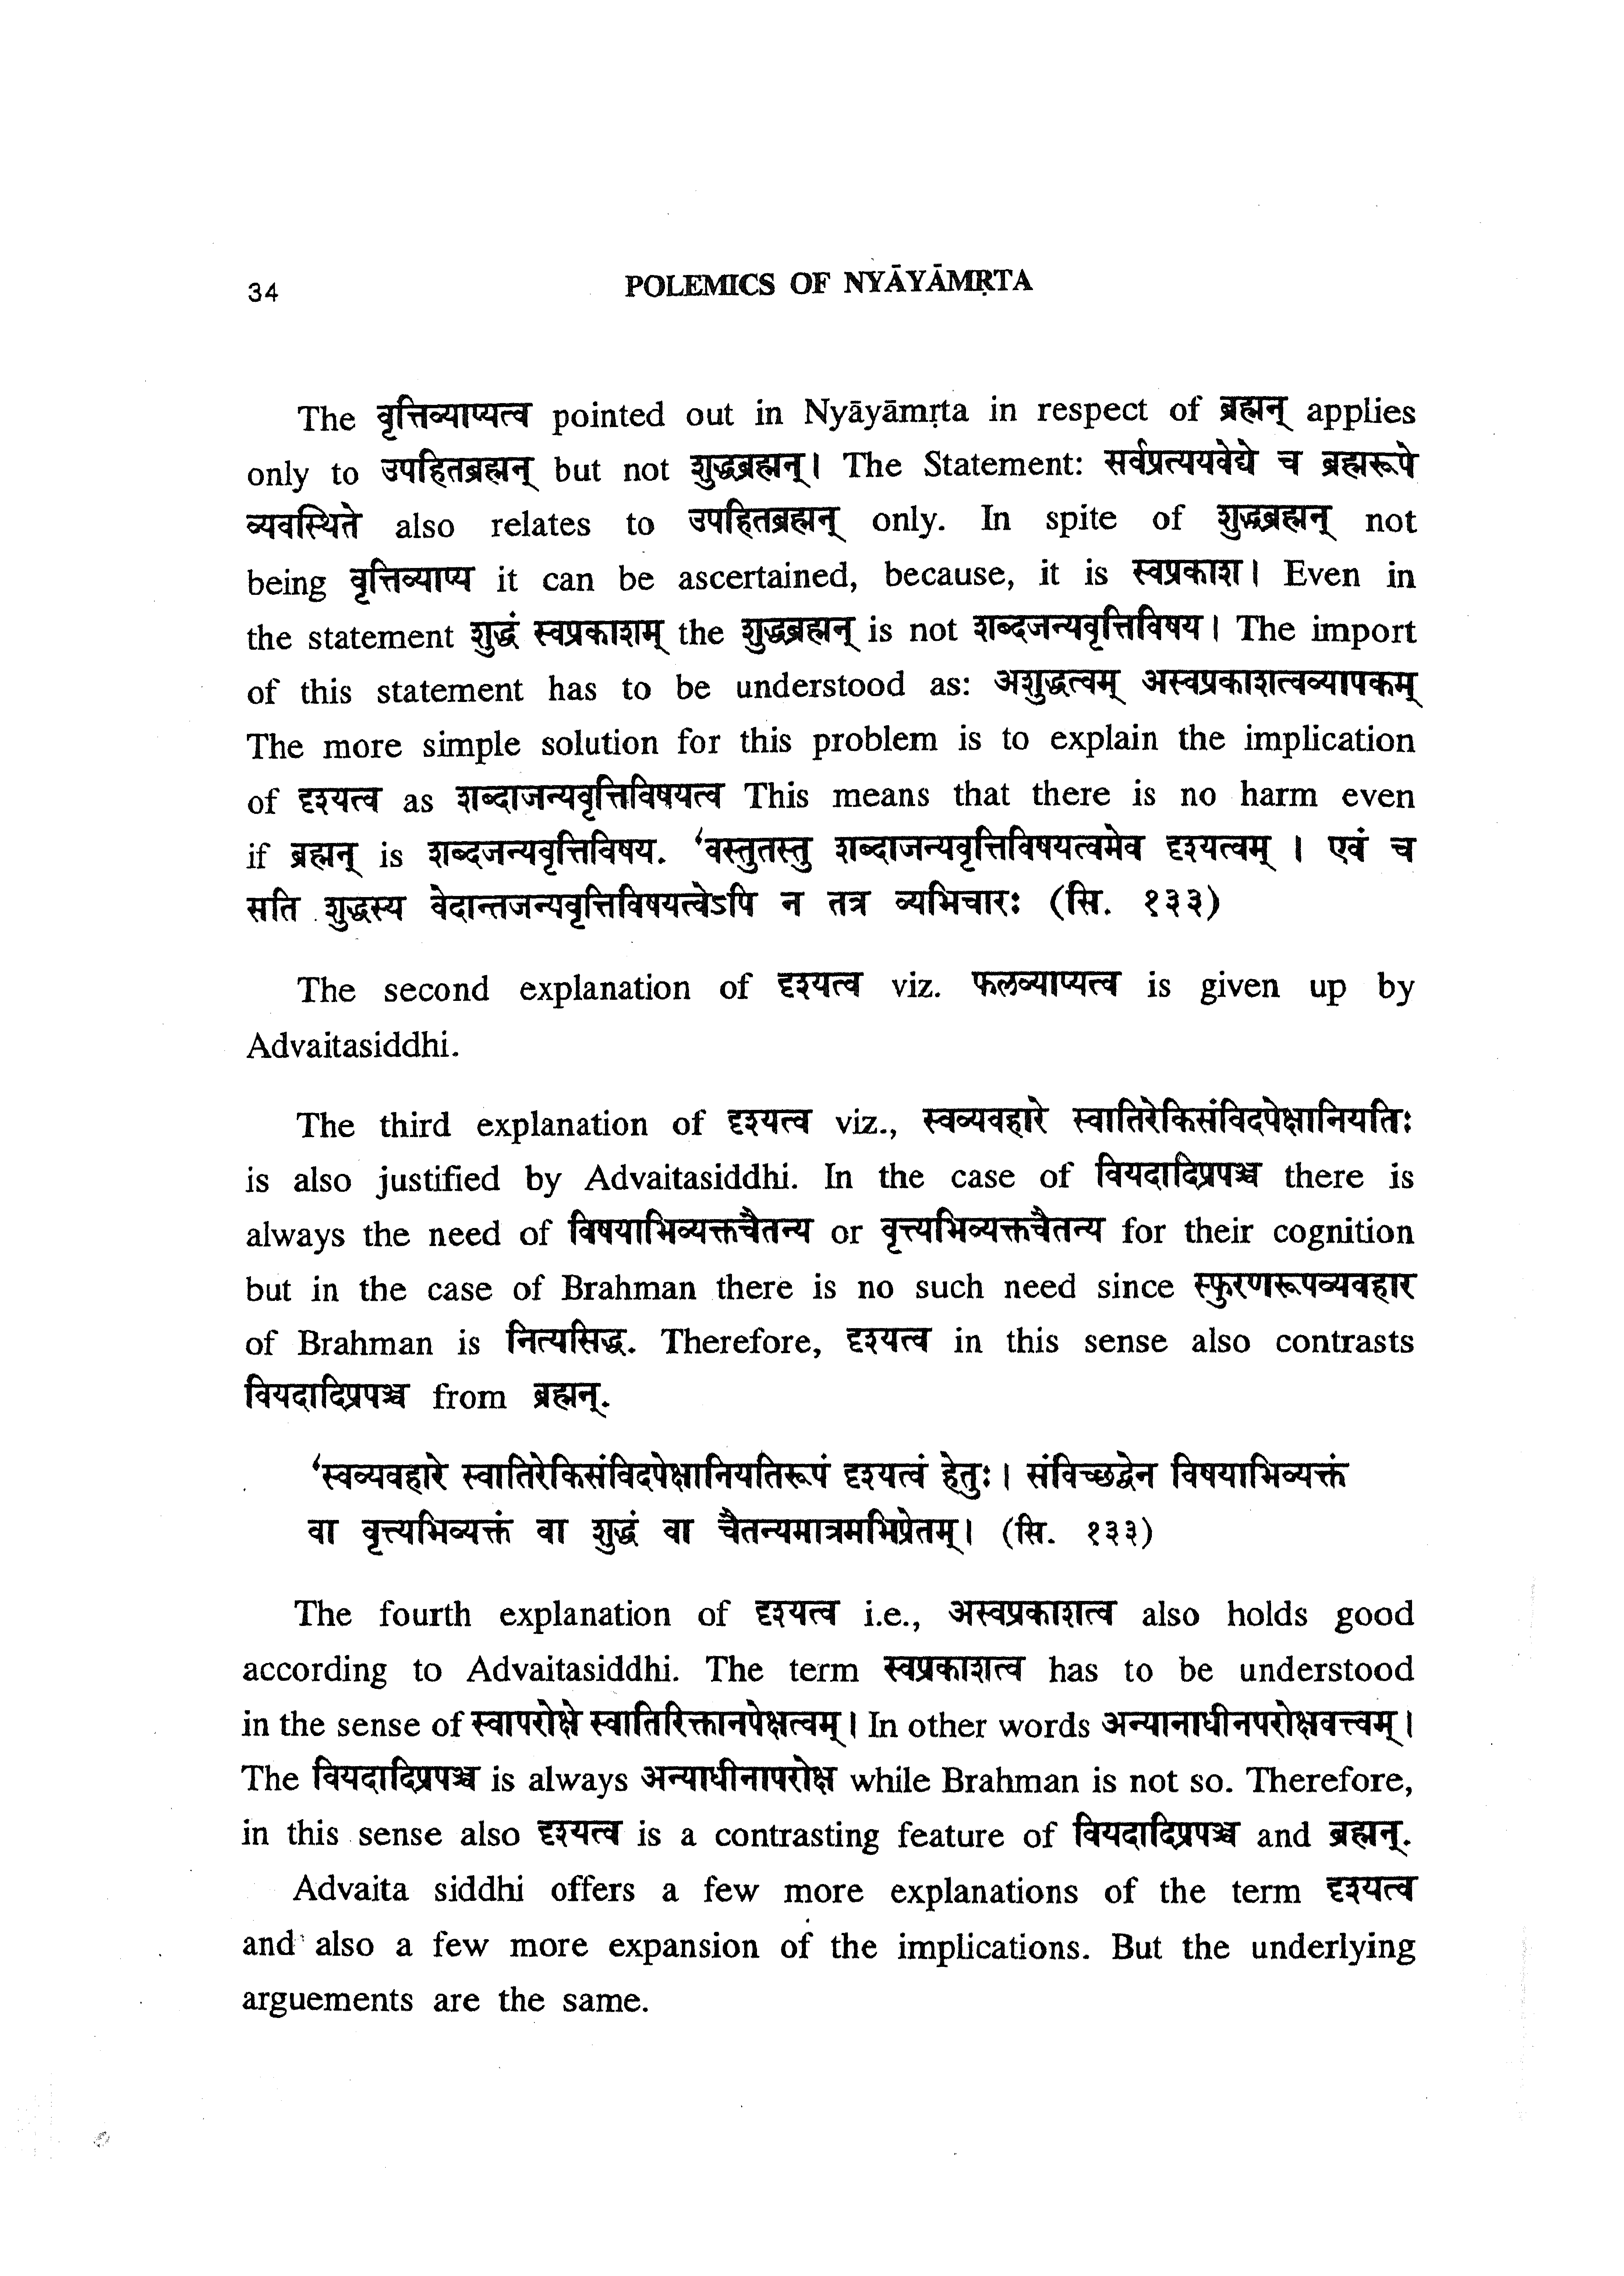 34
POLEMICS OF NYĀYĀMṚTA
The वृत्तिव्याप्यत्व pointed out in Nyāyāmṛta in respect of ब्रह्मन् applies
only to उपहितब्रह्मन् but not शुद्धब्रह्मन्। The Statement: सर्वप्रत्ययवेद्ये च ब्रह्मरूपे
व्यवस्थिते also relates to उपहितब्रह्मन् only. In spite of शुद्धब्रह्मन् not
being वृत्तिव्याप्य it can be ascertained, because, it is स्वप्रकाश। Even in
the statement शुद्धं स्वप्रकाशम् the शुद्धब्रह्मन् is not शब्दजन्यवृत्तिविषय। The import
of this statement has to be understood as: अशुद्धत्वम् अस्वप्रकाशत्वव्यापकम्
The more simple solution for this problem is to explain the implication
of दृश्यत्व as शब्दाजन्यवृत्तिविषयत्व This means that there is no harm even
if ब्रह्मन् is शब्दजन्यवृत्तिविषय. ‘वस्तुतस्तु शब्दाजन्यवृत्तिविषयत्वमेव दृश्यत्वम् । एवं च
सति शुद्धस्य वेदान्तजन्यवृत्तिविषयत्वेऽपि न तत्र व्यभिचारः (सि. १३३)
The second explanation of दृश्यत्व viz. फलव्याप्यत्व is given up by
Advaitasiddhi.
The third explanation of दृश्यत्व viz., स्वव्यवहारे स्वातिरेकिसंविदपेक्षानियतिः
is also justified by Advaitasiddhi. In the case of वियदादिप्रपञ्च there is
always the need of विषयाभिव्यक्तचैतन्य or वृत्त्यभिव्यक्तचैतन्य for their cognition
but in the case of Brahman there is no such need since स्फुरणरूपव्यवहार
of Brahman is नित्यसिद्ध. Therefore, दृश्यत्व in this sense also contrasts
वियदादिप्रपञ्च from ब्रह्मन्.
‘स्वव्यवहारे स्वातिरेकिसंविदपेक्षानियतिरूपं दृश्यत्वं हेतुः। संविच्छद्वेन विषयाभिव्यक्तं
वा वृत्त्यभिव्यक्तं वा शुद्धं वा चैतन्यमात्रमभिप्रेतम्। (सि. १३३)
The fourth explanation of दृश्यत्व i.e., अस्वप्रकाशत्व also holds good
according to Advaitasiddhi. The term स्वप्रकाशत्व has to be understood
in the sense of स्वापरोक्षे स्वातिरिक्तानपेक्षत्वम्। In other words अन्यानाधीनपरोक्षवत्त्वम्।
The वियदादिप्रपञ्च is always अन्याधीनापरोक्ष while Brahman is not so. Therefore,
in this sense also दृश्यत्व is a contrasting feature of वियदादिप्रपञ्च and ब्रह्मन्.
Advaita siddhi offers a few more explanations of the term दृश्यत्व
and also a few more expansion of the implications. But the underlying
arguements are the same.